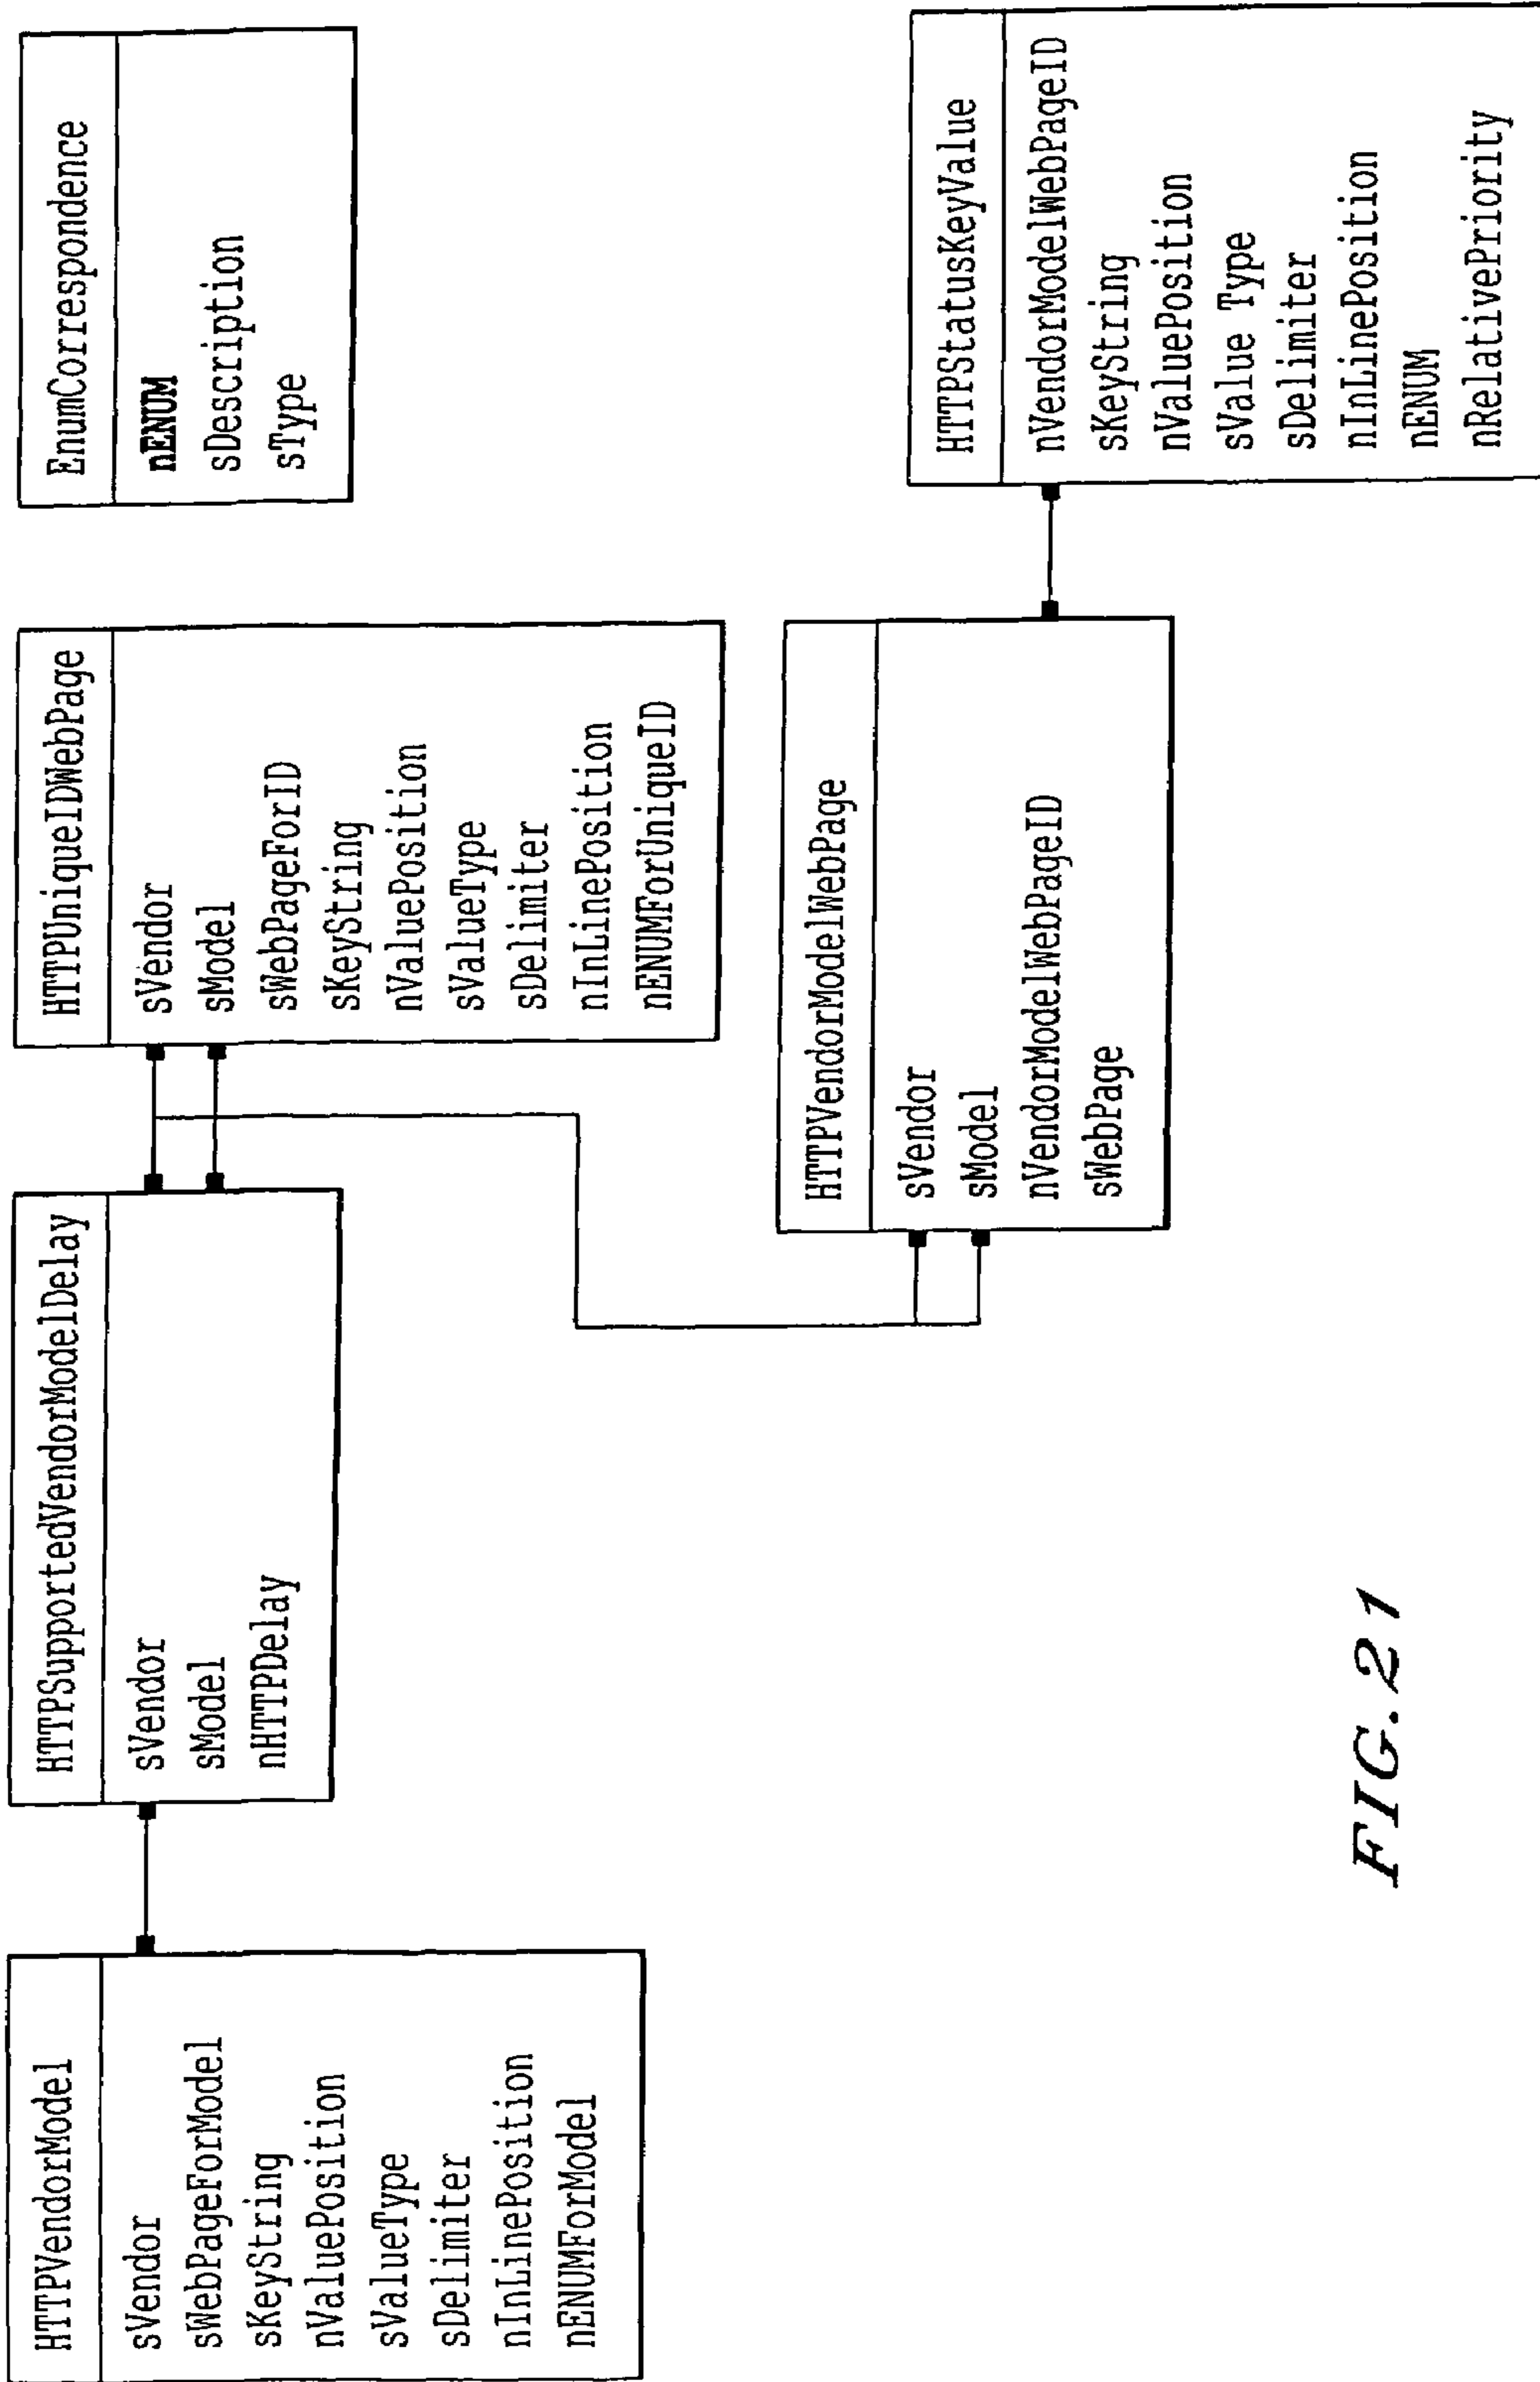 HTTPVendorModel
sVendor
sWebPageForModel
sKeyString
nValuePosition
sValueType
sDelimiter
nInLinePosition
nENUMForModel
HTTPSupportedVendorModelDelay
sVendor
sModel
nHTTPDelay
HTTPUniqueIDWebPage
sVendor
sModel
sWebPageForID
sKeyString
nValuePosition
sValueType
sDelimiter
nInLinePosition
nENUMForUniqueID
EnumCorrespondence
nENUM
sDescription
sType
HTTPVendorModelWebPage
sVendor
sModel
nVendorModelWebPageID
sWebPage
HTTPStatusKeyValue
nVendorModelWebPageID
sKeyString
nValuePosition
sValue Type
sDelimiter
nInLinePosition
nENUM
nRelativePriority
FIG. 21